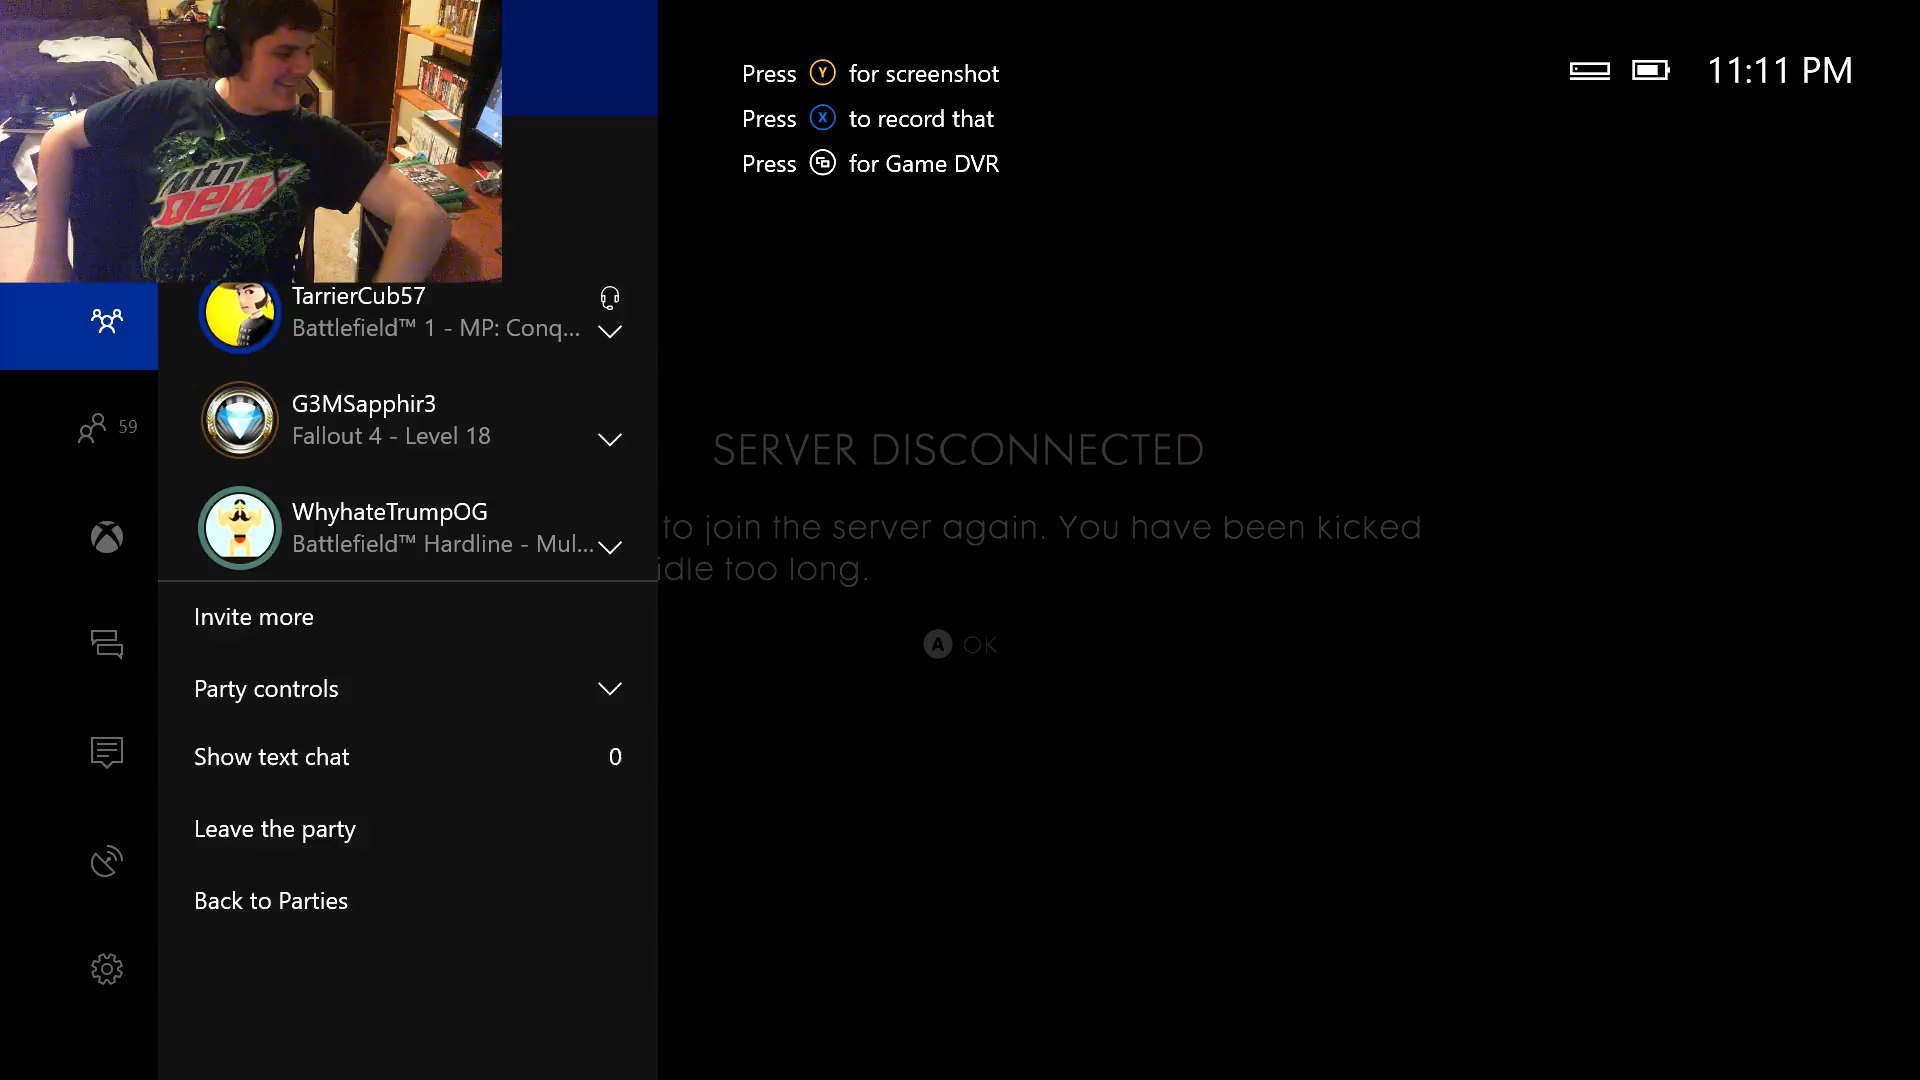 mtn
DEW
Press Y for screenshot
Press X to record that
Press for Game DVR
11:11 PM
TarrierCub57
Battlefield™ 1 - MP: Conq...
G3MSapphir3
Fallout 4 - Level 18
59
WhyhateTrumpOG
Battlefield™ Hardline - Mul...
SERVER DISCONNECTED
to join the server again. You have been kicked
idle too long.
A OK
Invite more
Party controls
Show text chat 0
Leave the party
Back to Parties